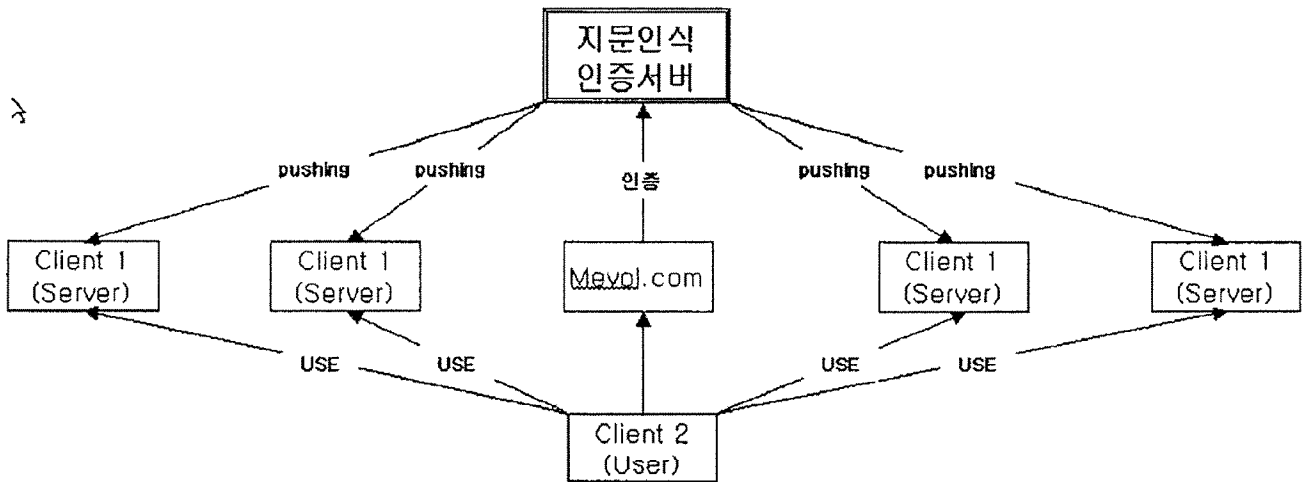 지문인식
인증서버
pushing
pushing
인증
pushing
pushing
Client 1
(Server)
Client 1
(Server)
Mevol.com
Client 1
(Server)
Client 1
(Server)
USE
USE
USE
USE
Client 2
(User)